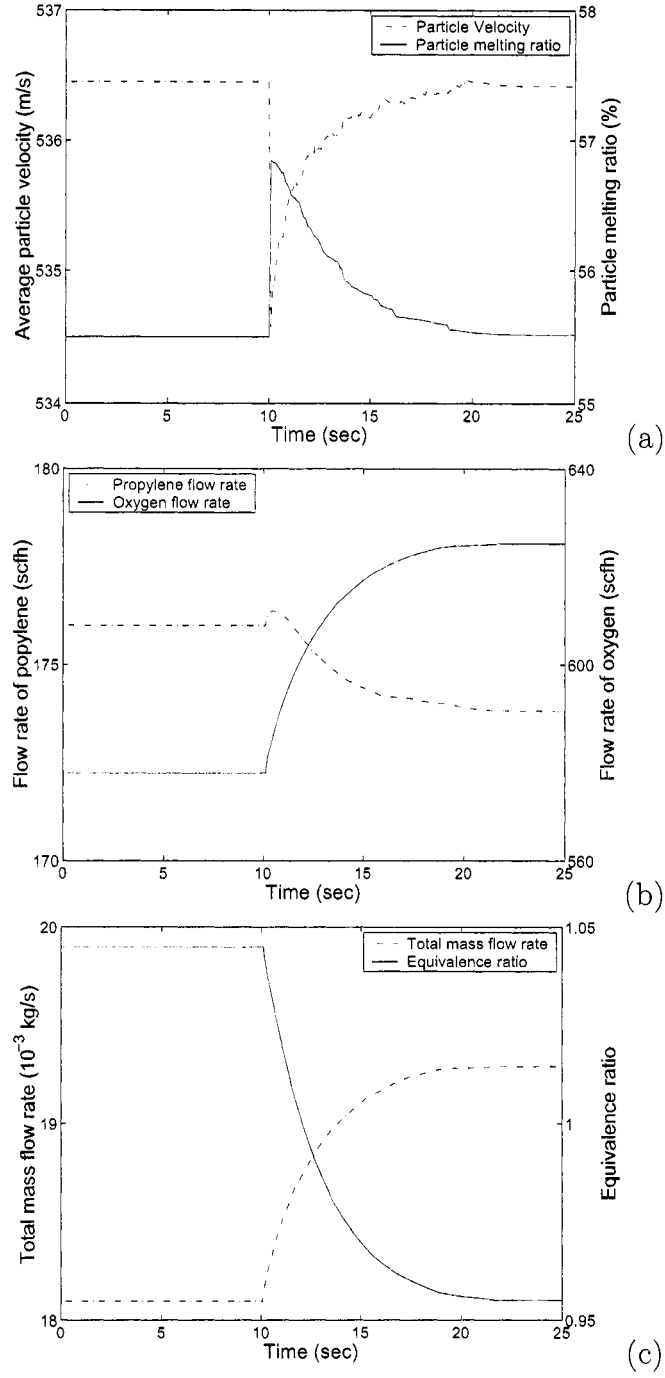 537
58
Particle Velocity
Particle melting ratio
536
57
535
56
534
55
0 5 10 15 20 25
Average particle velocity (m/s)
Particle melting ratio (%)
Time (sec)
(a)
180
640
Propylene flow rate
Oxygen flow rate
175
600
170
560
0 5 10 15 20 25
Flow rate of popylene (scfh)
Flow rate of oxygen (scfh)
Time (sec)
(b)
20
1.05
Total mass flow rate
Equivalence ratio
19
1
18
0.95
0 5 10 15 20 25
Total mass flow rate (10⁻³ kg/s)
Equivalence ratio
Time (sec)
(c)